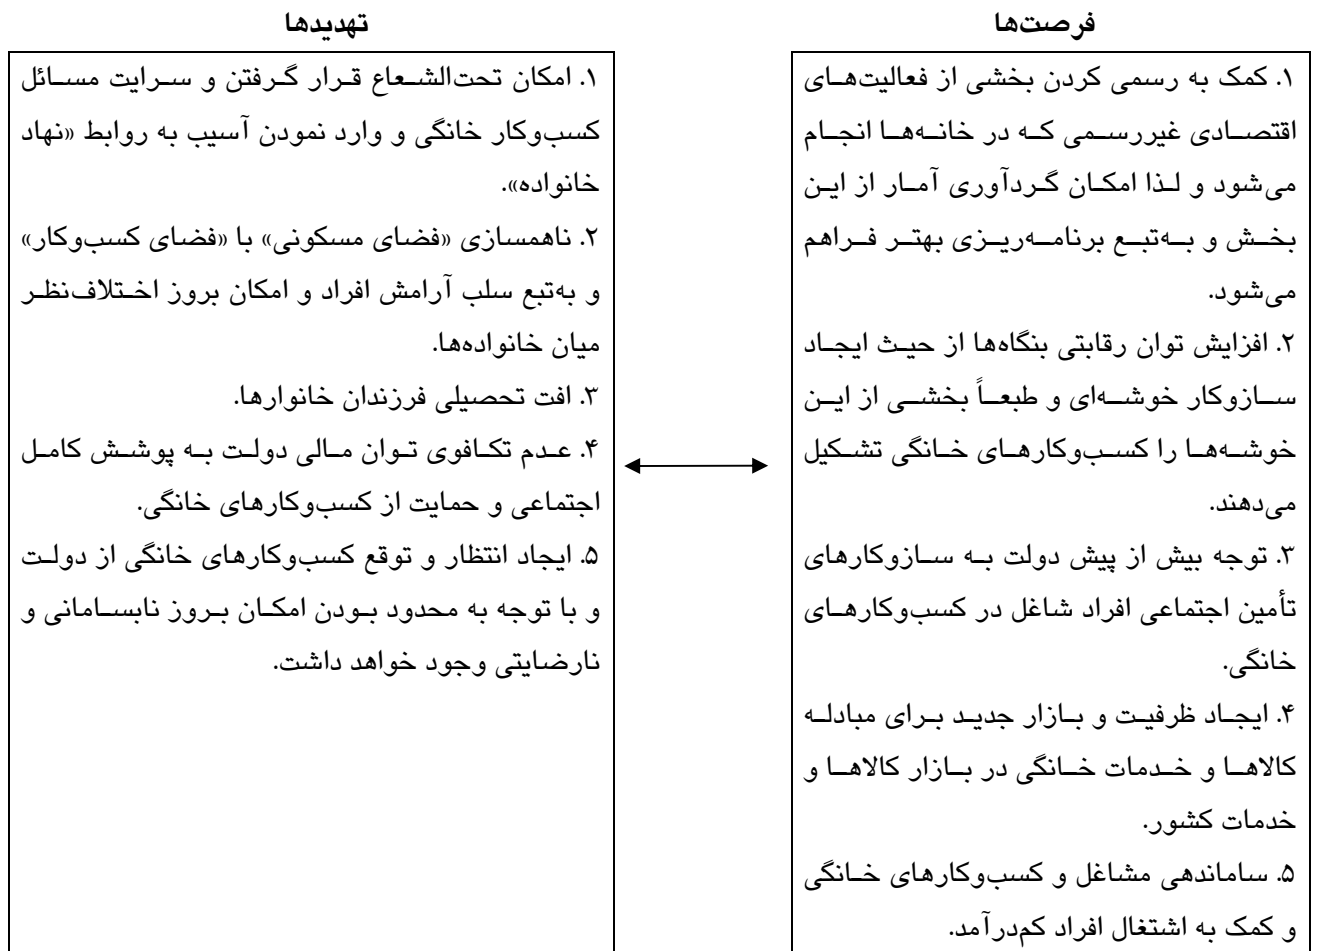 فرصت‌ها
۱. کمک به رسمی کردن بخشی از فعالیت‌های
اقتصادی غیررسمی که در خانه‌ها انجام
می‌شود و لذا امکان گردآوری آمار از این
بخش و به‌تبع برنامه‌ریزی بهتر فراهم
می‌شود.
۲. افزایش توان رقابتی بنگاه‌ها از حیث ایجاد
سازوکار خوشه‌ای و طبعاً بخشی از این
خوشه‌ها را کسب‌وکارهای خانگی تشکیل
می‌دهند.
۳. توجه بیش از پیش دولت به سازوکارهای
تأمین اجتماعی افراد شاغل در کسب‌وکارهای
خانگی.
۴. ایجاد ظرفیت و بازار جدید برای مبادله
کالاها و خدمات خانگی در بازار کالاها و
خدمات کشور.
۵. ساماندهی مشاغل و کسب‌وکارهای خانگی
و کمک به اشتغال افراد کم‌درآمد.
تهدیدها
۱. امکان تحت‌الشعاع قرار گرفتن و سرایت مسائل
کسب‌وکار خانگی و وارد نمودن آسیب به روابط «نهاد
خانواده».
۲. ناهمسازی «فضای مسکونی» با «فضای کسب‌وکار»
و به‌تبع سلب آرامش افراد و امکان بروز اختلاف‌نظر
میان خانواده‌ها.
۳. افت تحصیلی فرزندان خانوارها.
۴. عدم تکافوی توان مالی دولت به پوشش کامل
اجتماعی و حمایت از کسب‌وکارهای خانگی.
۵. ایجاد انتظار و توقع کسب‌وکارهای خانگی از دولت
و با توجه به محدود بودن امکان بروز نابسامانی و
نارضایتی وجود خواهد داشت.